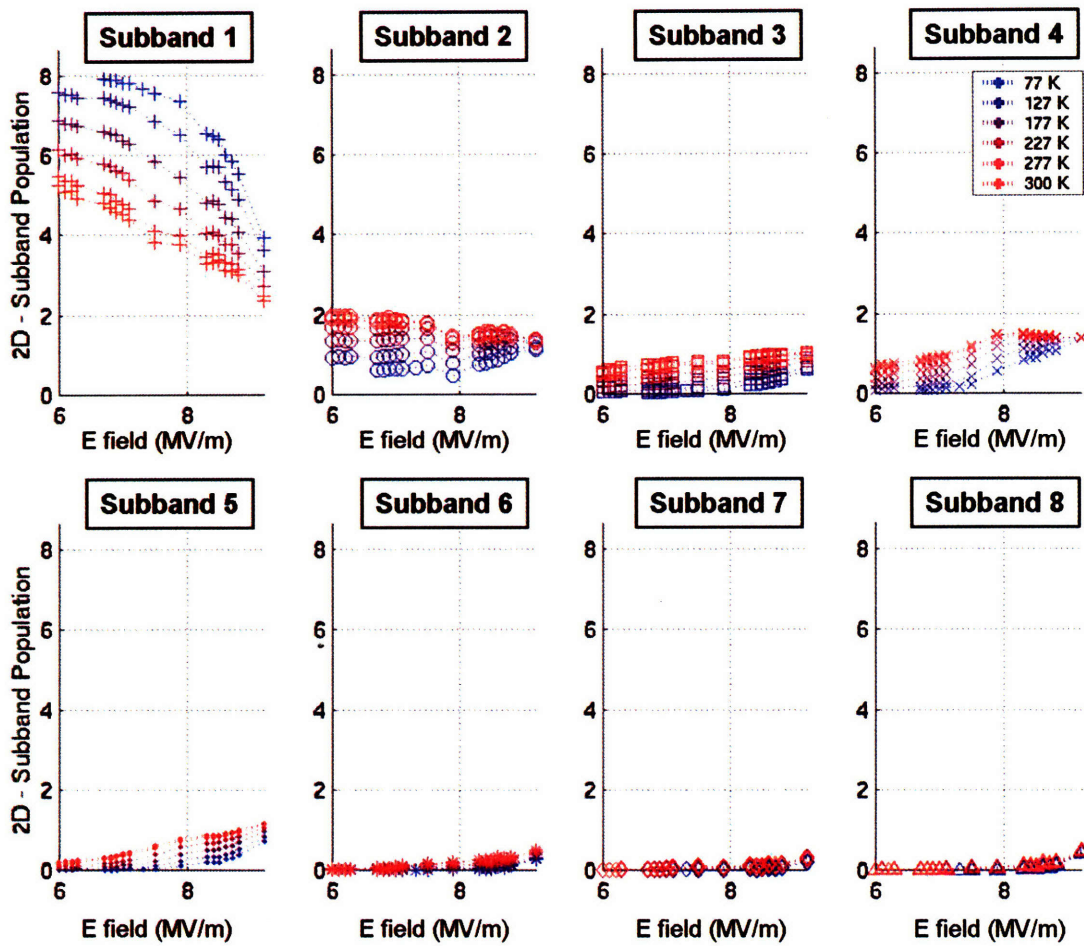 Subband 1
Subband 2
Subband 3
Subband 4
2D - Subband Population
8
6
4
2
0
6
8
E field (MV/m)
8
6
4
2
0
6
8
E field (MV/m)
8
6
4
2
0
6
8
E field (MV/m)
8
6
4
2
0
6
8
E field (MV/m)
77 K
127 K
177 K
227 K
277 K
300 K
Subband 5
Subband 6
Subband 7
Subband 8
2D - Subband Population
8
6
4
2
0
6
8
E field (MV/m)
8
6
4
2
0
6
8
E field (MV/m)
8
6
4
2
0
6
8
E field (MV/m)
8
6
4
2
0
6
8
E field (MV/m)